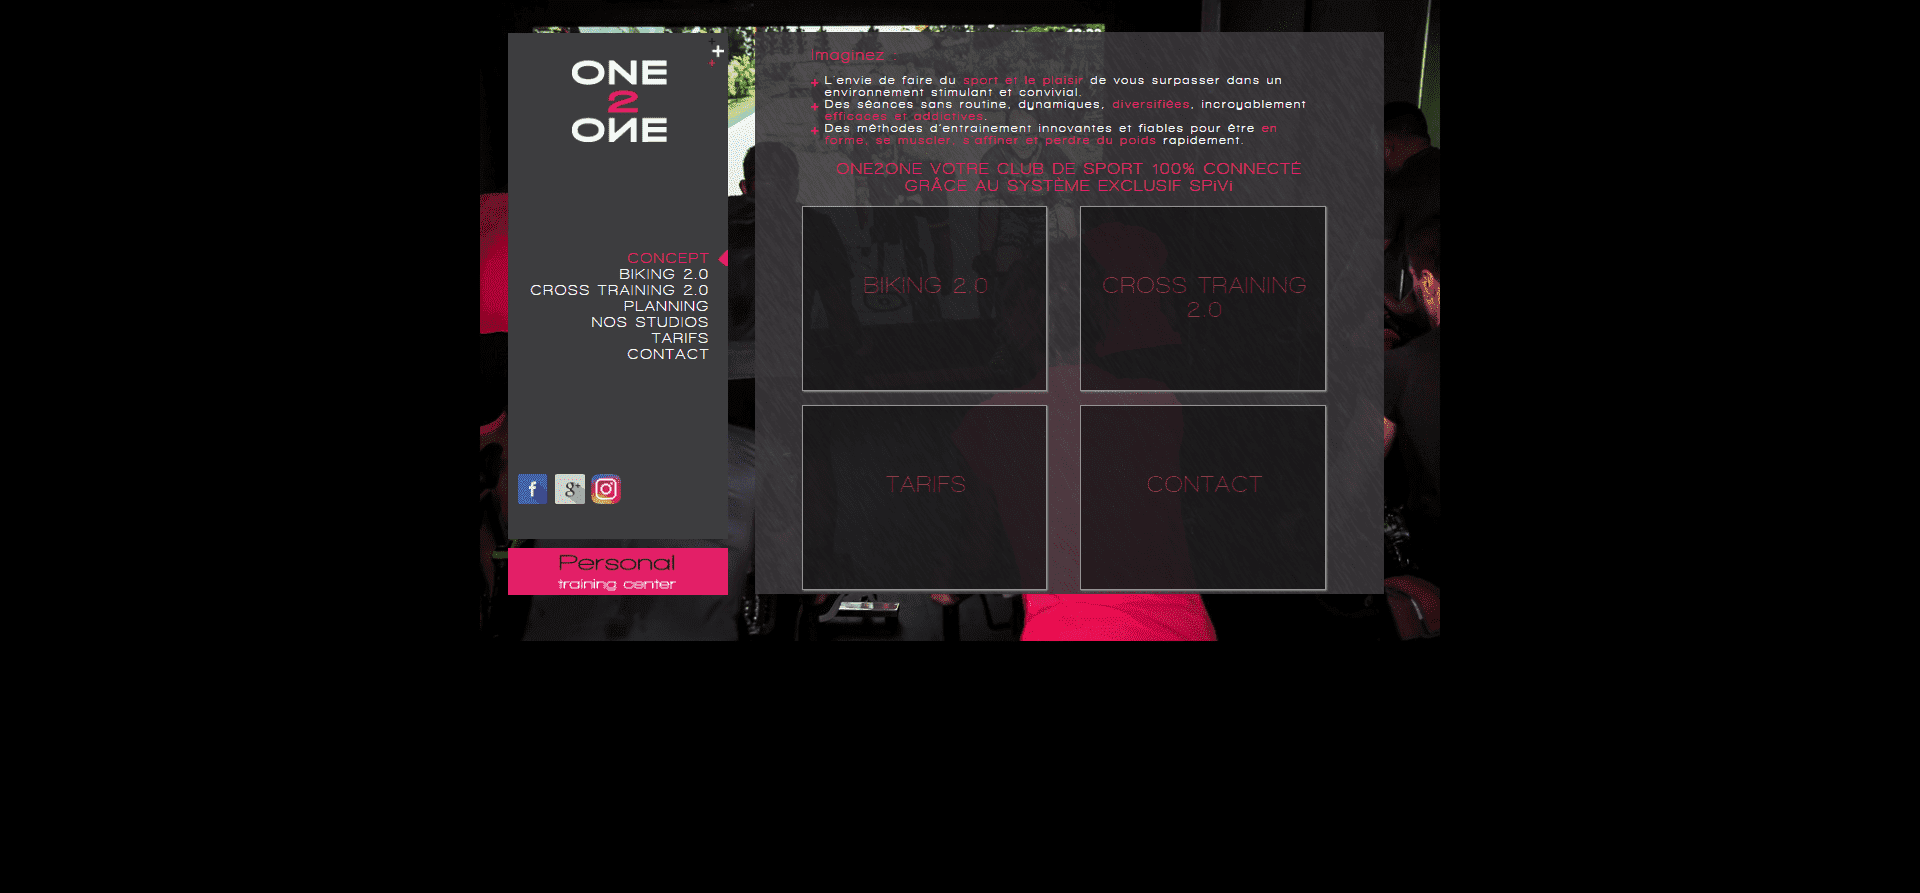 ONE
2
ONE
CONCEPT
BIKING 2.0
CROSS TRAINING 2.0
PLANNING
NOS STUDIOS
TARIFS
CONTACT
f
g+
Personal
training center
imaginez :
L'envie de faire du sport et le plaisir de vous surpasser dans un
environnement stimulant et convivial.
Des séances sans routine, dynamiques, diversifiées, incroyablement
efficaces et addictives.
Des méthodes d'entrainement innovantes et fiables pour être en
forme, se muscler, s'affiner et perdre du poids rapidement.
ONE2ONE VOTRE CLUB DE SPORT 100% CONNECTÉ
GRÂCE AU SYSTÈME EXCLUSIF SPiVi
BIKING 2.0
CROSS TRAINING
2.0
TARIFS
CONTACT